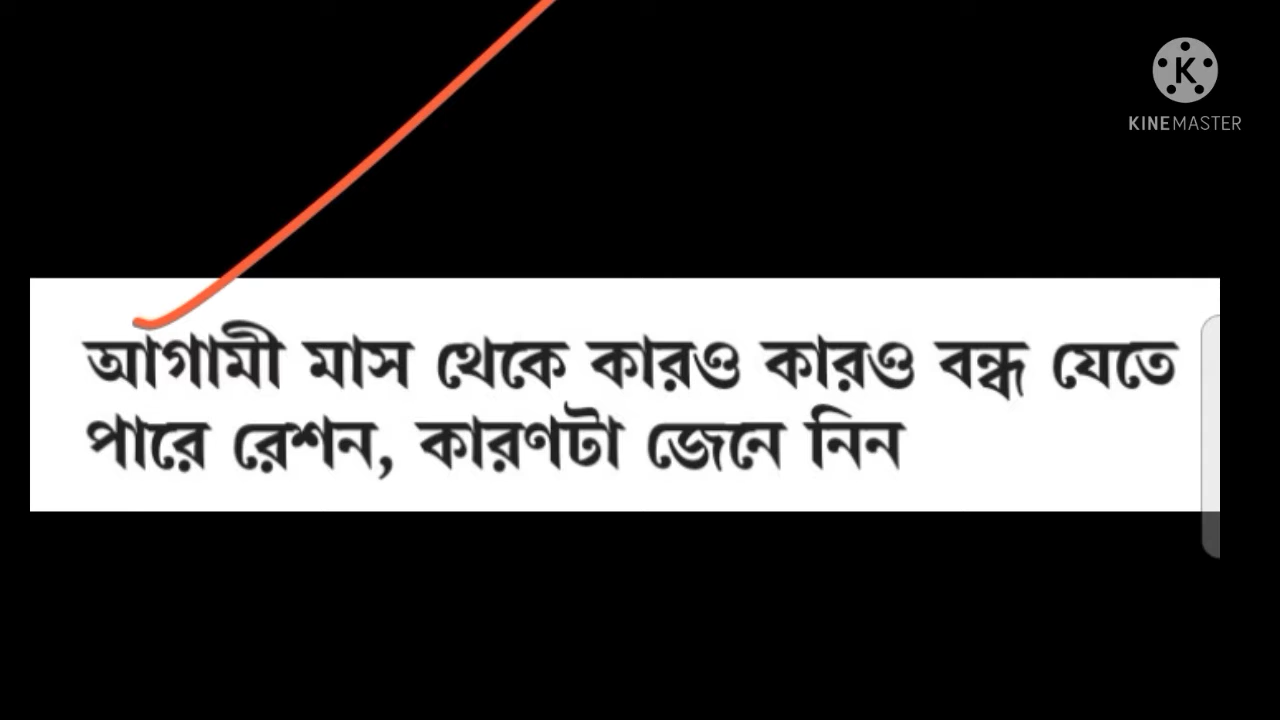 KINEMASTER
আগামী মাস থেকে কারও কারও বন্ধ যেতে
পারে রেশন, কারণটা জেনে নিন